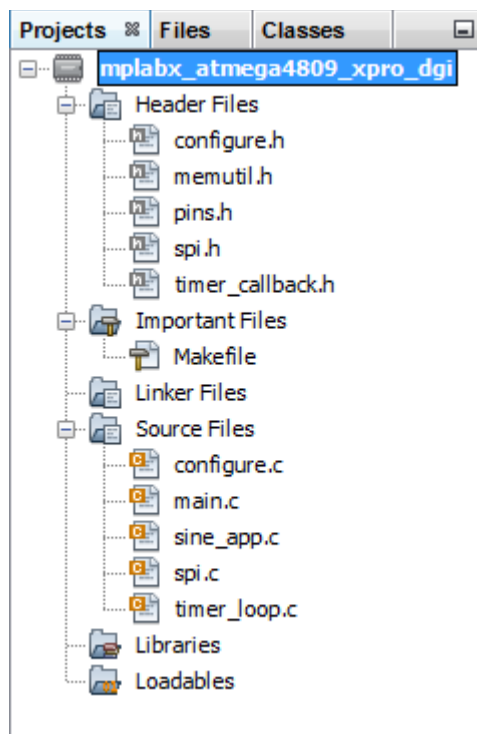 Projects Files Classes
mplabx_atmega4809_xpro_dgi
Header Files
configure.h
memutil.h
pins.h
spi.h
timer_callback.h
Important Files
Makefile
Linker Files
Source Files
configure.c
main.c
sine_app.c
spi.c
timer_loop.c
Libraries
Loadables